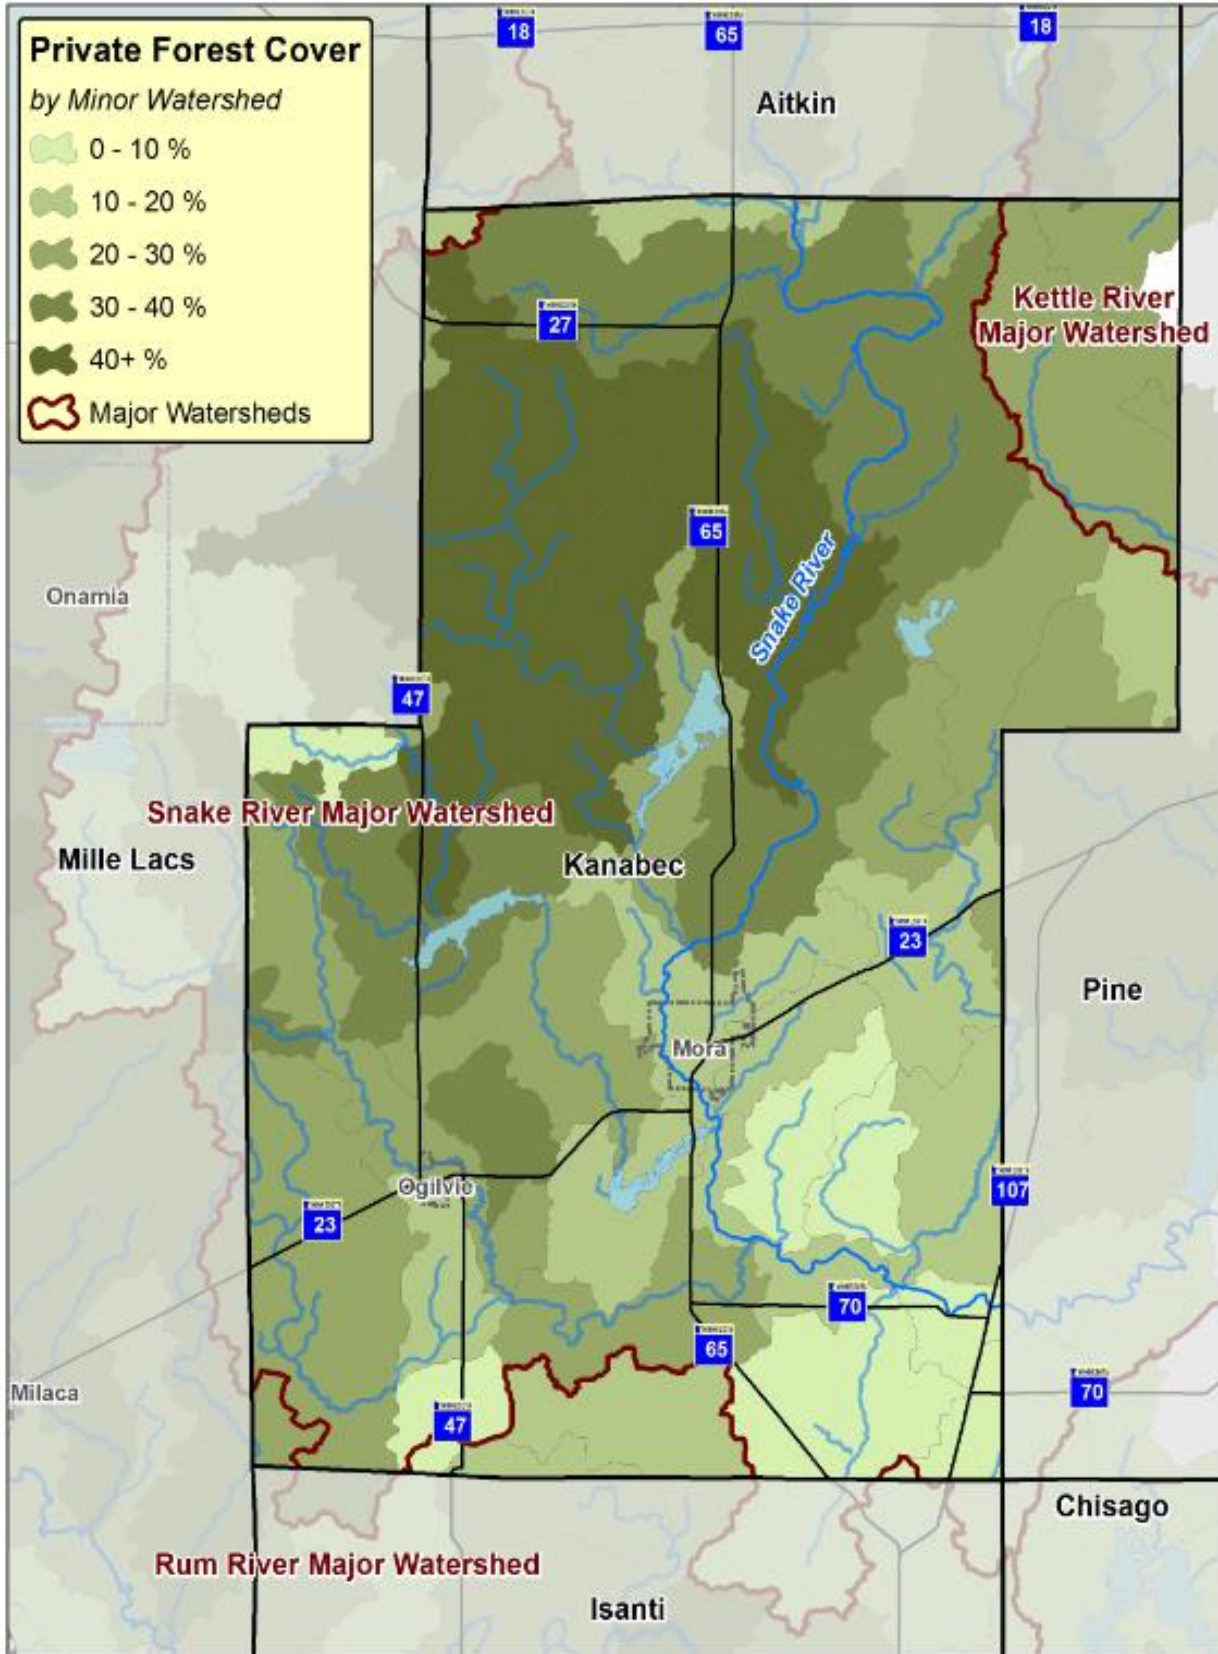 Private Forest Cover
by Minor Watershed
0 - 10 %
10 - 20 %
20 - 30 %
30 - 40 %
40+ %
Major Watersheds
18
65
18
Aitkin
Kettle River
Major Watershed
27
65
Snake River
Onamia
47
Snake River Major Watershed
Mille Lacs
Kanabec
23
Pine
Mora
Ogilvie
107
23
70
65
70
Milaca
47
Chisago
Rum River Major Watershed
Isanti